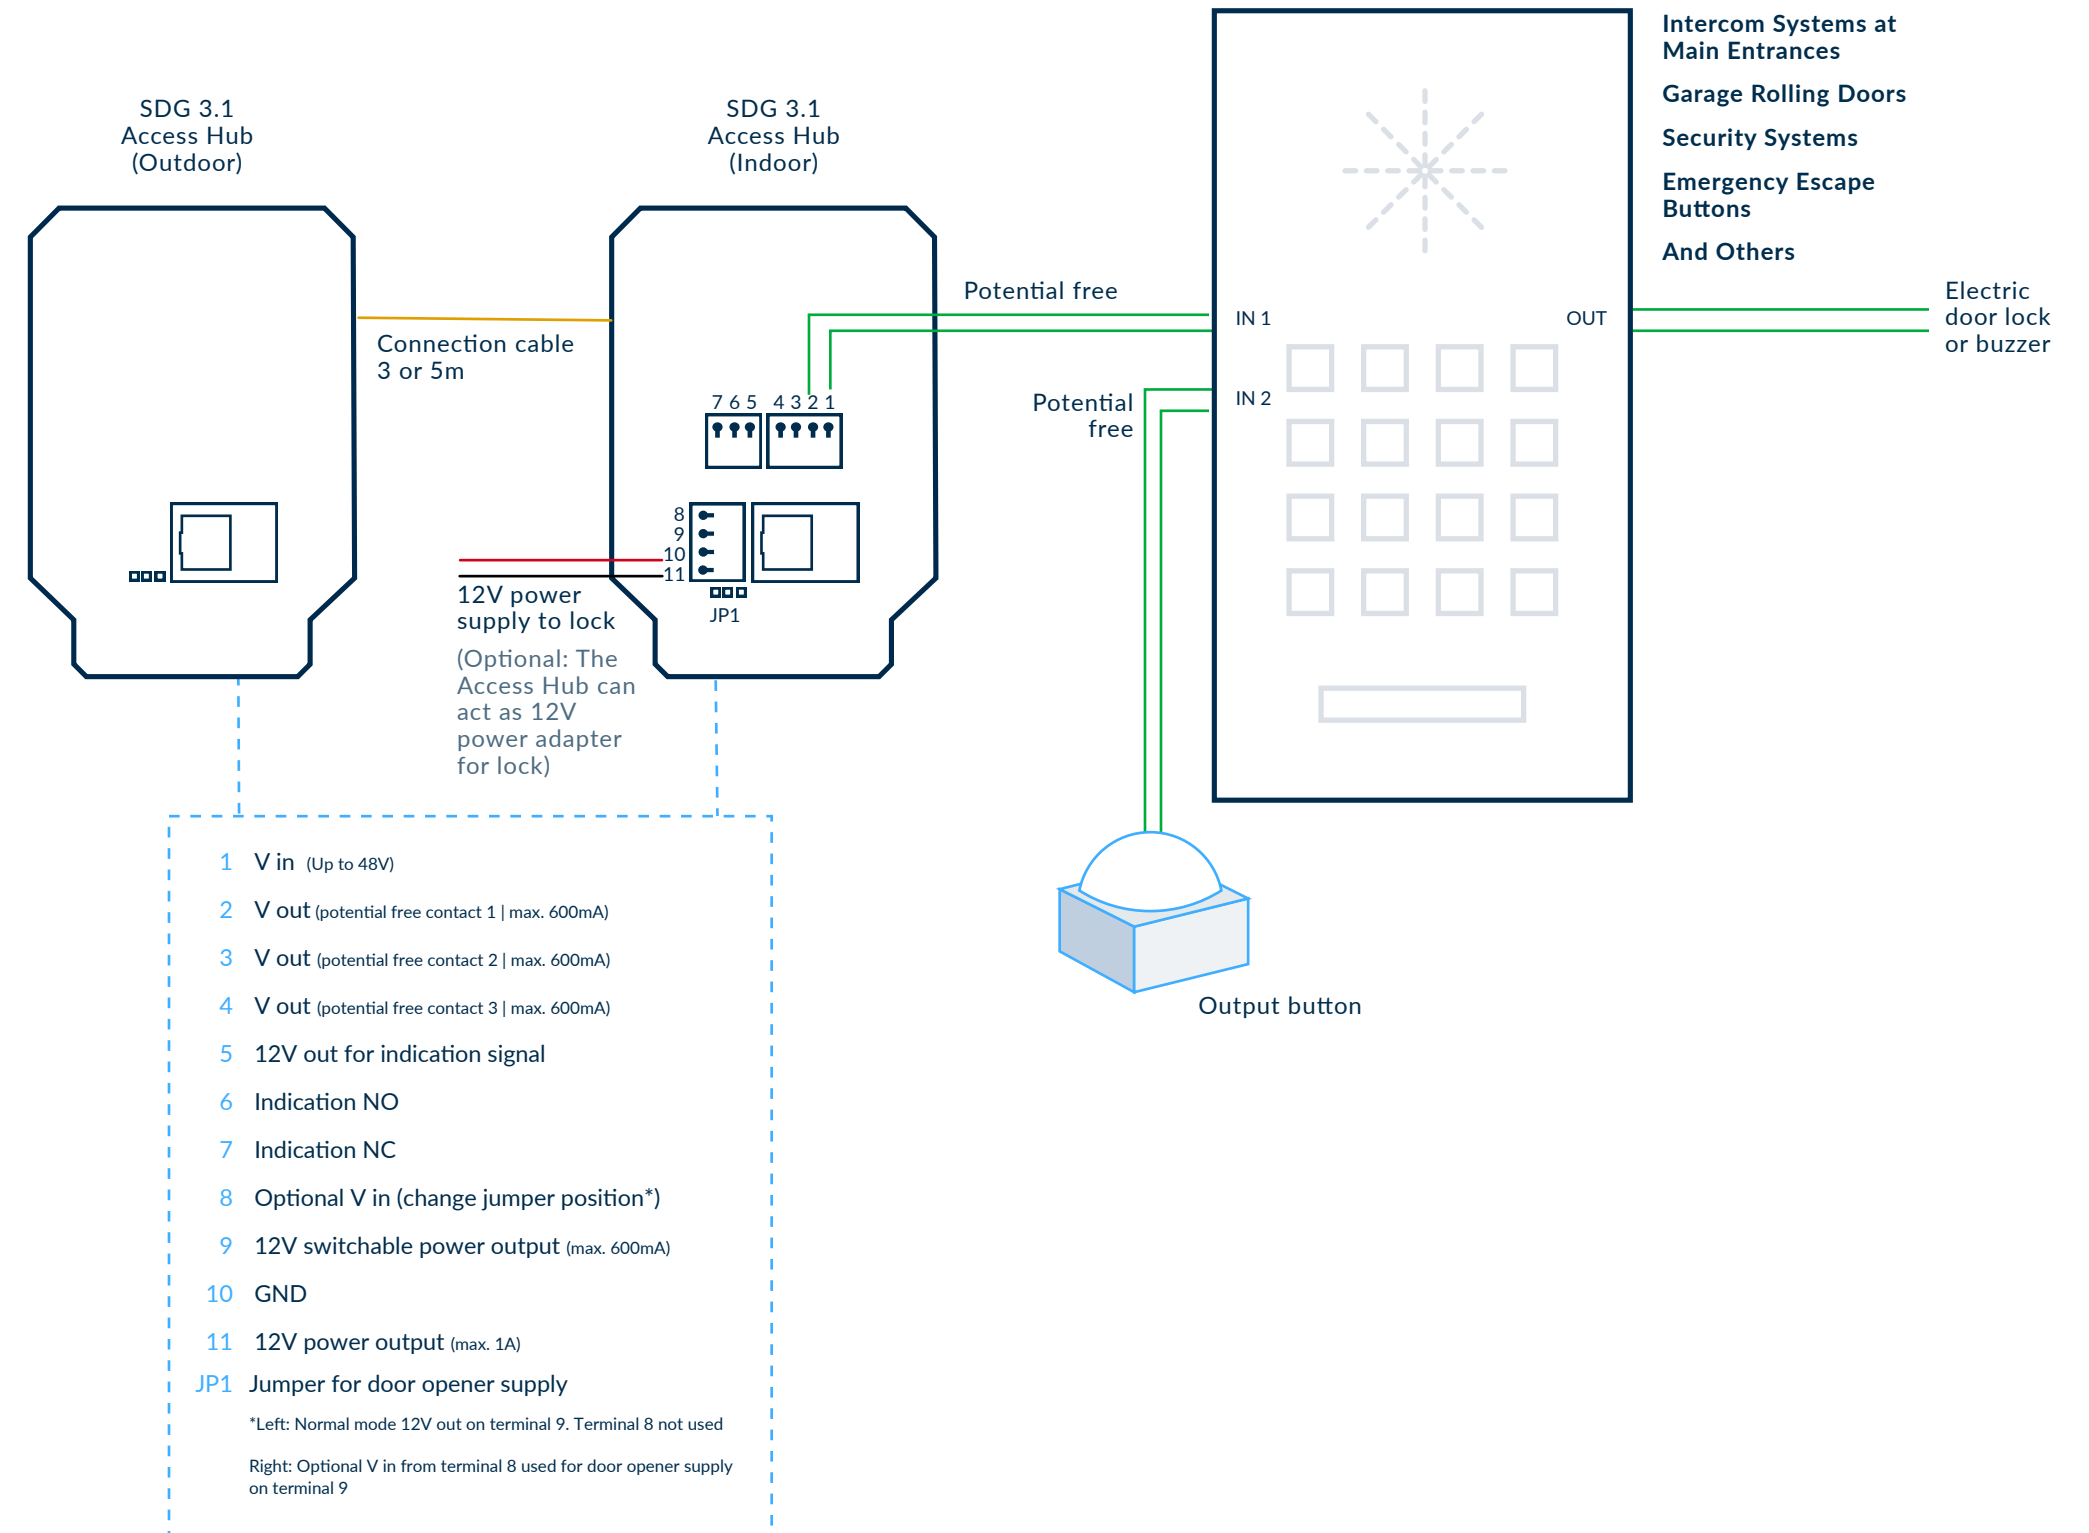 SDG 3.1
Access Hub
(Outdoor)
SDG 3.1
Access Hub
(Indoor)
Intercom Systems at
Main Entrances
Garage Rolling Doors
Security Systems
Emergency Escape
Buttons
And Others
Connection cable
3 or 5m
Potential free
IN 1
OUT
Electric
door lock
or buzzer
Potential
free
IN 2
7 6 5 4 3 2 1
8
9
10
11
JP1
12V power
supply to lock
(Optional: The
Access Hub can
act as 12V
power adapter
for lock)
Output button
1 V in (Up to 48V)
2 V out (potential free contact 1 | max. 600mA)
3 V out (potential free contact 2 | max. 600mA)
4 V out (potential free contact 3 | max. 600mA)
5 12V out for indication signal
6 Indication NO
7 Indication NC
8 Optional V in (change jumper position*)
9 12V switchable power output (max. 600mA)
10 GND
11 12V power output (max. 1A)
JP1 Jumper for door opener supply
*Left: Normal mode 12V out on terminal 9. Terminal 8 not used
Right: Optional V in from terminal 8 used for door opener supply
on terminal 9